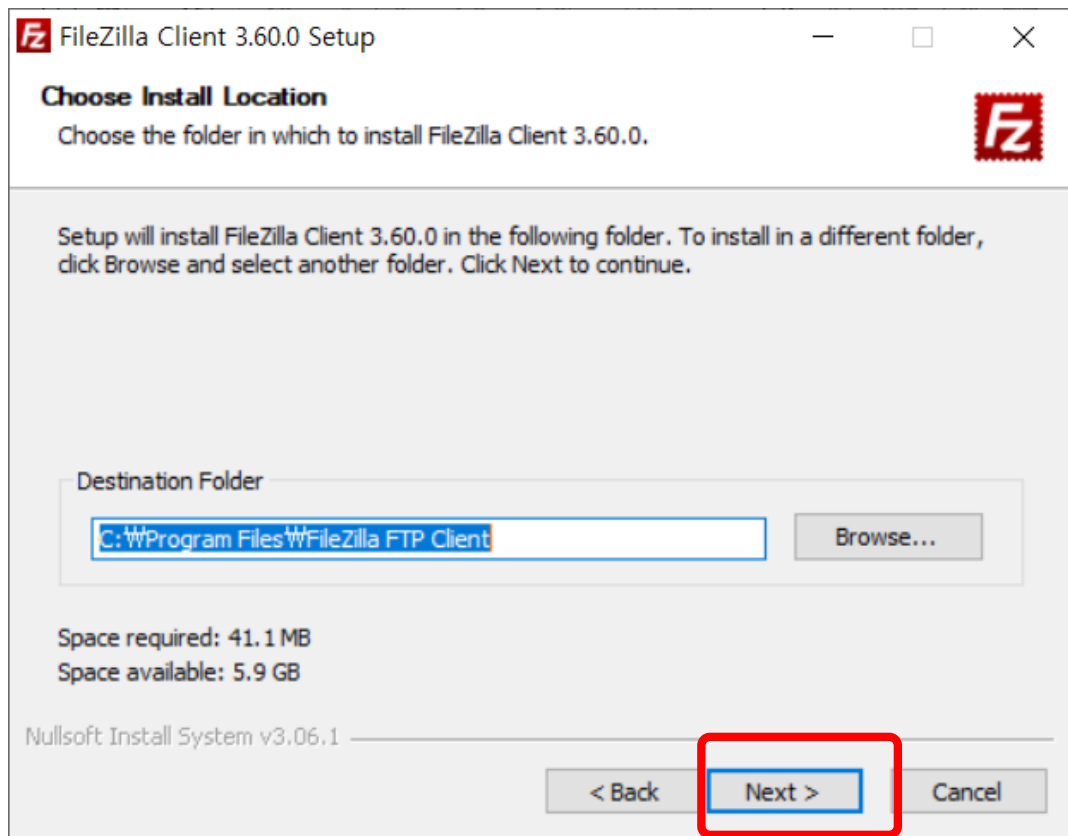 FileZilla Client 3.60.0 Setup
Choose Install Location
Choose the folder in which to install FileZilla Client 3.60.0.
Setup will install FileZilla Client 3.60.0 in the following folder. To install in a different folder,
click Browse and select another folder. Click Next to continue.
Destination Folder
C:₩Program Files₩FileZilla FTP Client
Browse...
Space required: 41.1 MB
Space available: 5.9 GB
Nullsoft Install System v3.06.1
< Back Next > Cancel